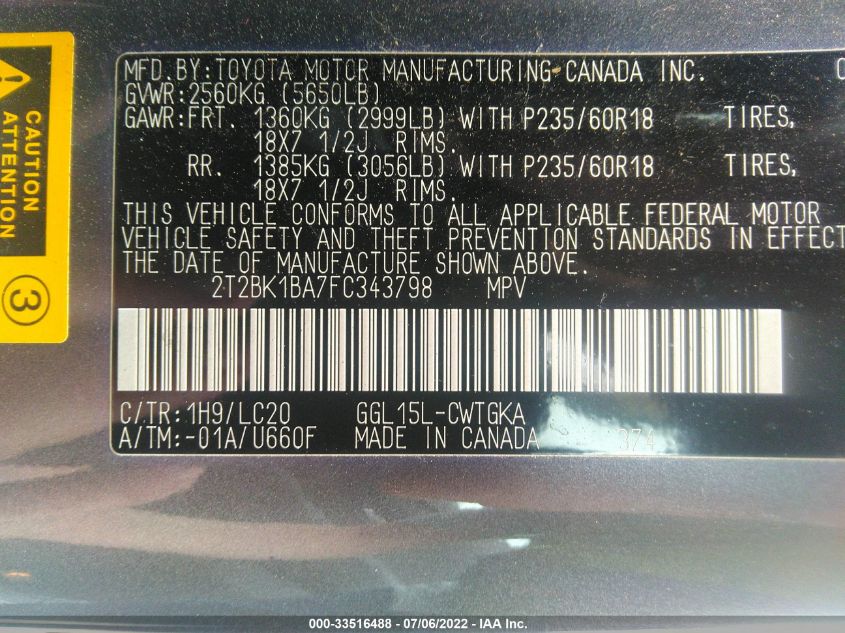 MFD.BY:TOYOTA MOTOR MANUFACTURING CANADA INC.
GVWR:2560KG (5650LB)
GAWR:FRT. 1360KG (2999LB) WITH P235/60R18 TIRES,
18X7 1/2J RIMS.
RR. 1385KG (3056LB) WITH P235/60R18 TIRES,
18X7 1/2J RIMS.
THIS VEHICLE CONFORMS TO ALL APPLICABLE FEDERAL MOTOR
VEHICLE SAFETY AND THEFT PREVENTION STANDARDS IN EFFECT
THE DATE OF MANUFACTURE SHOWN ABOVE.
2T2BK1BA7FC343798 MPV
C/TR:1H9/LC20 GGL15L-CWTGKA
A/TM:-01A/U660F MADE IN CANADA 374
CAUTION
ATTENTION
3
000-33516488 - 07/06/2022 - IAA Inc.